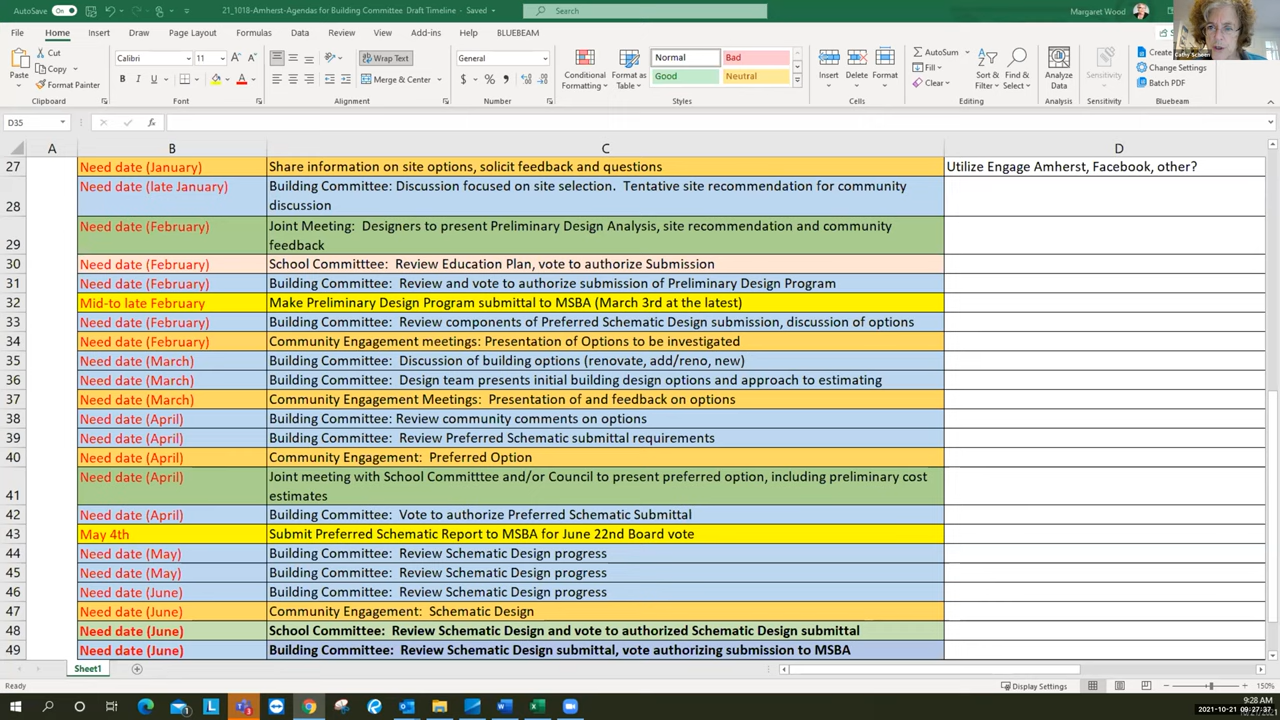 AutoSave On 21_1018-Amherst-Agendas for Building Committee Draft Timeline - Saved Search Margaret Wood
File Home Insert Draw Page Layout Formulas Data Review View Add-ins Help BLUEBEAM
Cathy Schoen
Cut
Copy
Format Painter
Paste
Calibri 11
B I U
Wrap Text
Merge & Center
General
$ % 9
Conditional Formatting
Format as Table
Normal Bad
Good Neutral
Insert Delete Format
AutoSum
Fill
Clear
Sort & Filter
Find & Select
Analyze Data
Sensitivity
Change Settings
Batch PDF
Clipboard Font Alignment Number Styles Cells Editing Analysis Sensitivity Bluebeam
D35 fx
A B C D
27 Need date (January) Share information on site options, solicit feedback and questions Utilize Engage Amherst, Facebook, other?
28 Need date (late January) Building Committee: Discussion focused on site selection. Tentative site recommendation for community
discussion
29 Need date (February) Joint Meeting: Designers to present Preliminary Design Analysis, site recommendation and community
feedback
30 Need date (February) School Committtee: Review Education Plan, vote to authorize Submission
31 Need date (February) Building Committee: Review and vote to authorize submission of Preliminary Design Program
32 Mid-to late February Make Preliminary Design Program submittal to MSBA (March 3rd at the latest)
33 Need date (February) Building Committee: Review components of Preferred Schematic Design submission, discussion of options
34 Need date (February) Community Engagement meetings: Presentation of Options to be investigated
35 Need date (March) Building Committee: Discussion of building options (renovate, add/reno, new)
36 Need date (March) Building Committee: Design team presents initial building design options and approach to estimating
37 Need date (March) Community Engagement Meetings: Presentation of and feedback on options
38 Need date (April) Building Committee: Review community comments on options
39 Need date (April) Building Committee: Review Preferred Schematic submittal requirements
40 Need date (April) Community Engagement: Preferred Option
41 Need date (April) Joint meeting with School Committtee and/or Council to present preferred option, including preliminary cost
estimates
42 Need date (April) Building Committee: Vote to authorize Preferred Schematic Submittal
43 May 4th Submit Preferred Schematic Report to MSBA for June 22nd Board vote
44 Need date (May) Building Committee: Review Schematic Design progress
45 Need date (May) Building Committee: Review Schematic Design progress
46 Need date (June) Building Committee: Review Schematic Design progress
47 Need date (June) Community Engagement: Schematic Design
48 Need date (June) School Committee: Review Schematic Design and vote to authorized Schematic Design submittal
49 Need date (June) Building Committee: Review Schematic Design submittal, vote authorizing submission to MSBA
Sheet1
Ready Display Settings 150%
9:28 AM
2021-10-21 09:27:37